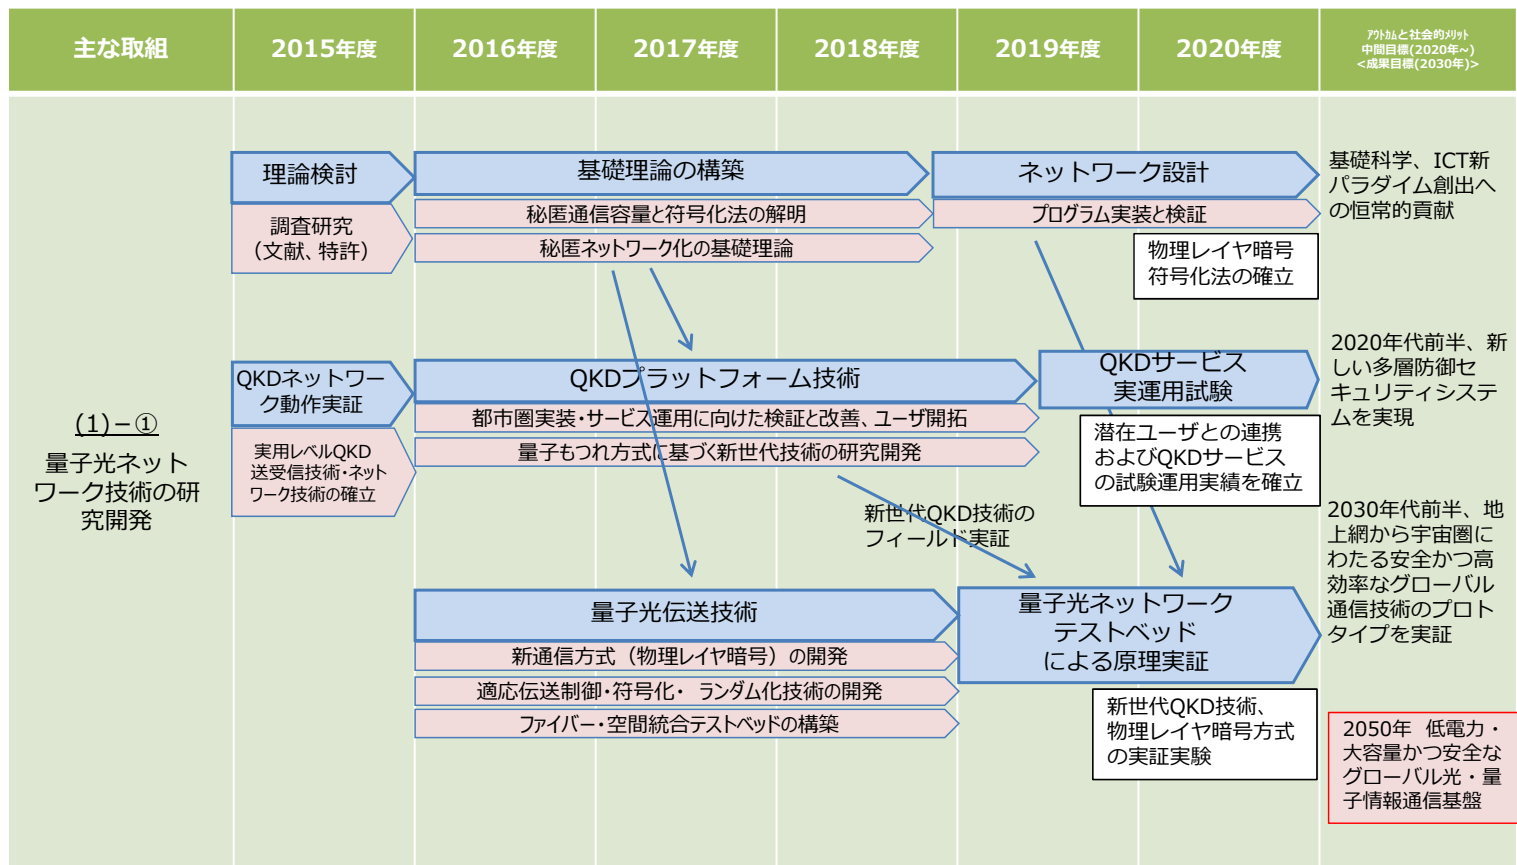 主な取組
2015年度
2016年度
2017年度
2018年度
2019年度
2020年度
ｱｳﾄｶﾑと社会的ﾒﾘｯﾄ
中間目標(2020年~)
<成果目標(2030年)>
(1)－①
量子光ネット
ワーク技術の研
究開発
理論検討
基礎理論の構築
ネットワーク設計
調査研究
（文献、特許）
秘匿通信容量と符号化法の解明
プログラム実装と検証
秘匿ネットワーク化の基礎理論
物理レイヤ暗号
符号化法の確立
基礎科学、ICT新
パラダイム創出へ
の恒常的貢献
QKDネットワー
ク動作実証
QKDプラットフォーム技術
QKDサービス
実運用試験
実用レベルQKD
送受信技術・ネット
ワーク技術の確立
都市圏実装・サービス運用に向けた検証と改善、ユーザ開拓
量子もつれ方式に基づく新世代技術の研究開発
潜在ユーザとの連携
およびQKDサービス
の試験運用実績を確立
2020年代前半、新
しい多層防御セ
キュリティシステ
ムを実現
新世代QKD技術の
フィールド実証
量子光伝送技術
量子光ネットワーク
テストベッド
による原理実証
新通信方式（物理レイヤ暗号）の開発
適応伝送制御・符号化・ ランダム化技術の開発
ファイバー・空間統合テストベッドの構築
新世代QKD技術、
物理レイヤ暗号方式
の実証実験
2030年代前半、地
上網から宇宙圏に
わたる安全かつ高
効率なグローバル
通信技術のプロト
タイプを実証
2050年 低電力・
大容量かつ安全な
グローバル光・量
子情報通信基盤